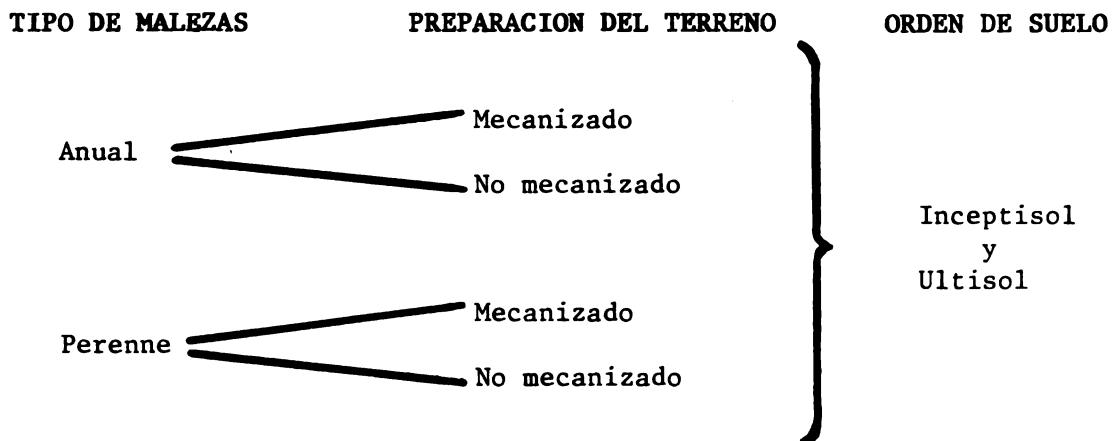 TIPO DE MALEZAS PREPARACION DEL TERRENO ORDEN DE SUELO
Mecanizado
Anual
No mecanizado
Inceptisol
y
Ultisol
Mecanizado
Perenne
No mecanizado